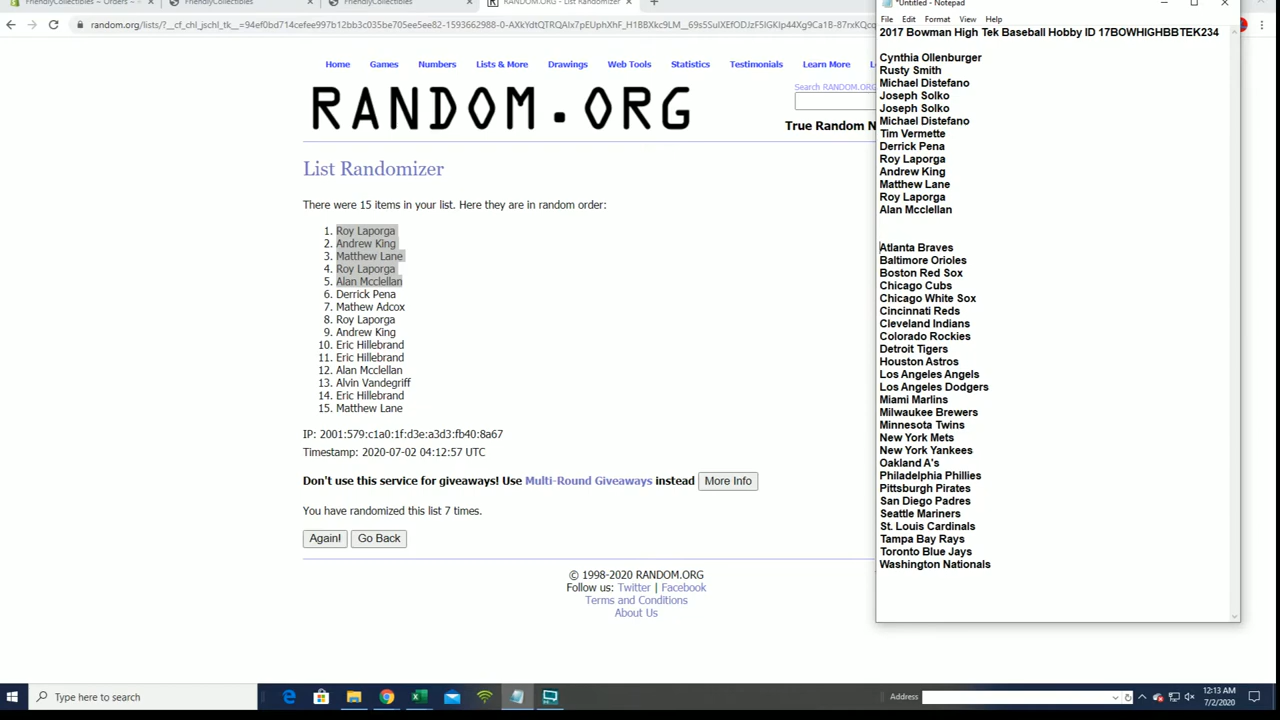 FriendlyCollectibles – Orders –
FriendlyCollectibles
FriendlyCollectibles
RANDOM.ORG - List Randomizer
*Untitled - Notepad
File Edit Format View Help
2017 Bowman High Tek Baseball Hobby ID 17BOWHIGHBBTEK234
Cynthia Ollenburger
Rusty Smith
Michael Distefano
Joseph Solko
Joseph Solko
Michael Distefano
Tim Vermette
Derrick Pena
Roy Laporga
Andrew King
Matthew Lane
Roy Laporga
Alan Mcclellan
Atlanta Braves
Baltimore Orioles
Boston Red Sox
Chicago Cubs
Chicago White Sox
Cincinnati Reds
Cleveland Indians
Colorado Rockies
Detroit Tigers
Houston Astros
Los Angeles Angels
Los Angeles Dodgers
Miami Marlins
Milwaukee Brewers
Minnesota Twins
New York Mets
New York Yankees
Oakland A's
Philadelphia Phillies
Pittsburgh Pirates
San Diego Padres
Seattle Mariners
St. Louis Cardinals
Tampa Bay Rays
Toronto Blue Jays
Washington Nationals
Home Games Numbers Lists & More Drawings Web Tools Statistics Testimonials Learn More
RANDOM.ORG
Search RANDOM.ORG
True Random N
List Randomizer
There were 15 items in your list. Here they are in random order:
1. Roy Laporga
2. Andrew King
3. Matthew Lane
4. Roy Laporga
5. Alan Mcclellan
6. Derrick Pena
7. Mathew Adcox
8. Roy Laporga
9. Andrew King
10. Eric Hillebrand
11. Eric Hillebrand
12. Alan Mcclellan
13. Alvin Vandegriff
14. Eric Hillebrand
15. Matthew Lane
IP: 2001:579:c1a0:1f:d3e:a3d3:fb40:8a67
Timestamp: 2020-07-02 04:12:57 UTC
Don't use this service for giveaways! Use Multi-Round Giveaways instead More Info
You have randomized this list 7 times.
Again! Go Back
© 1998-2020 RANDOM.ORG
Follow us: Twitter | Facebook
Terms and Conditions
About Us
Type here to search
Address
12:13 AM
7/2/2020